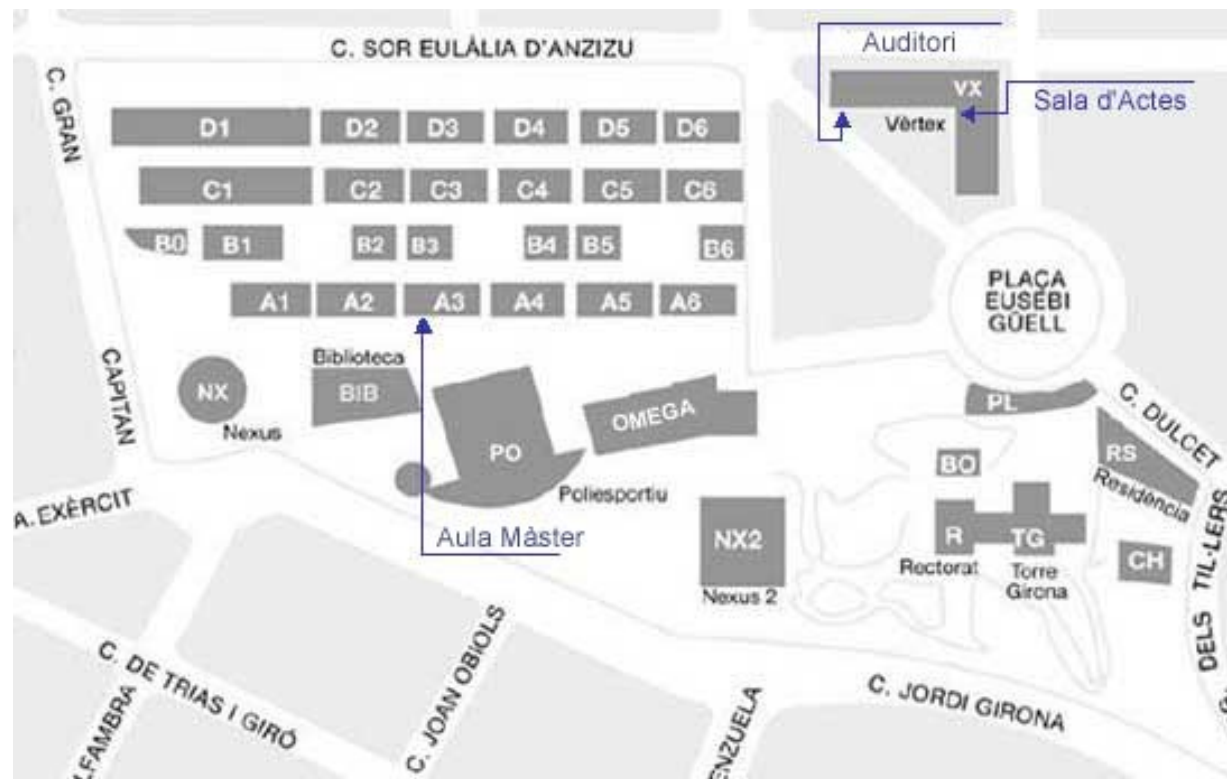 C. SOR EULÀLIA D'ANZIZU
Auditori
VX
Sala d'Actes
Vèrtex
C. GRAN
CAPITAN
D1 D2 D3 D4 D5 D6
C1 C2 C3 C4 C5 C6
B0 B1 B2 B3 B4 B5 B6
A1 A2 A3 A4 A5 A6
PLAÇA
EUSEBI
GÜELL
Biblioteca
BIB
NX
Nexus
OMEGA
PO
Poliesportiu
PL
C. DULCET
RS
Residència
BO
A. EXÈRCIT
Aula Màster
NX2
Nexus 2
R
Rectorat
TG
Torre
Girona
CH
DELS TIL·LERS
C. DE TRIAS I GIRÓ
C. JOAN OBIOLS
C. JORDI GIRONA
LFAMBRA
ENZUELA